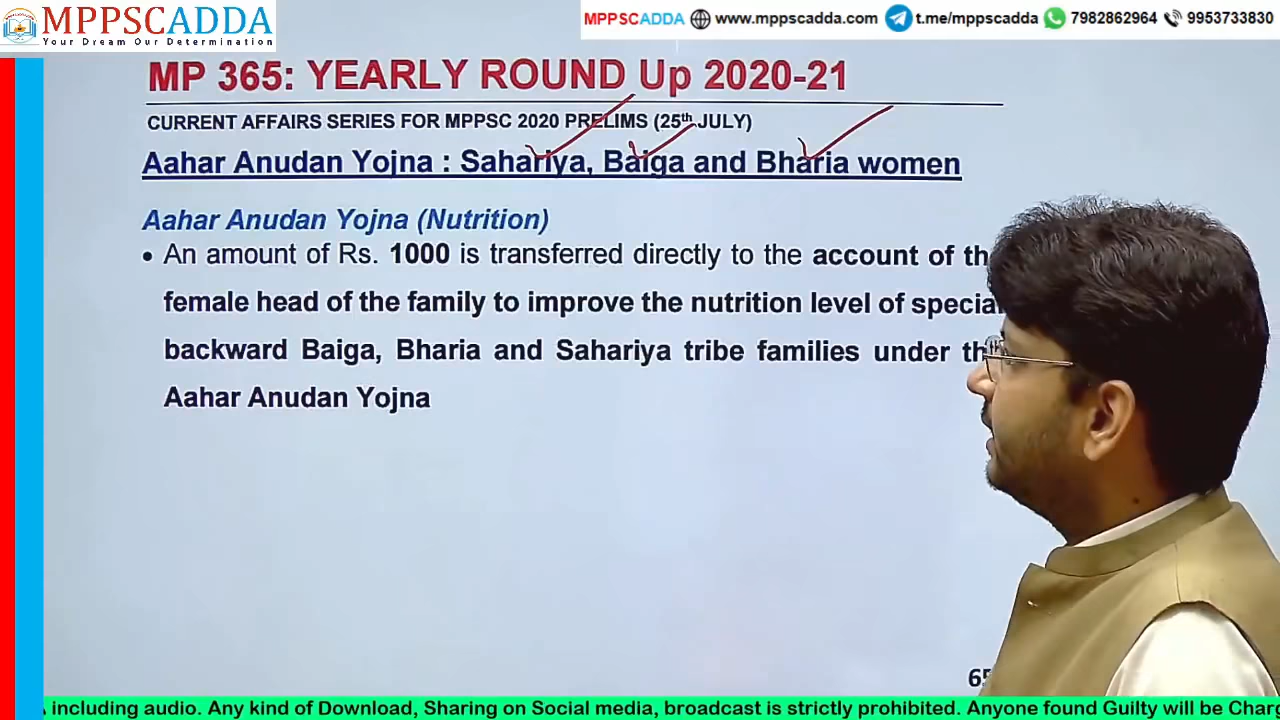 MPPSCADDA
Your Dream Our Determination
MPPSCADDA www.mppscadda.com t.me/mppscadda 7982862964 9953733830
MP 365: YEARLY ROUND Up 2020-21
CURRENT AFFAIRS SERIES FOR MPPSC 2020 PRELIMS (25th JULY)
Aahar Anudan Yojna : Sahariya, Baiga and Bharia women
Aahar Anudan Yojna (Nutrition)
• An amount of Rs. 1000 is transferred directly to the account of th
female head of the family to improve the nutrition level of special
backward Baiga, Bharia and Sahariya tribe families under th
Aahar Anudan Yojna
65
including audio. Any kind of Download, Sharing on Social media, broadcast is strictly prohibited. Anyone found Guilty will be Charg